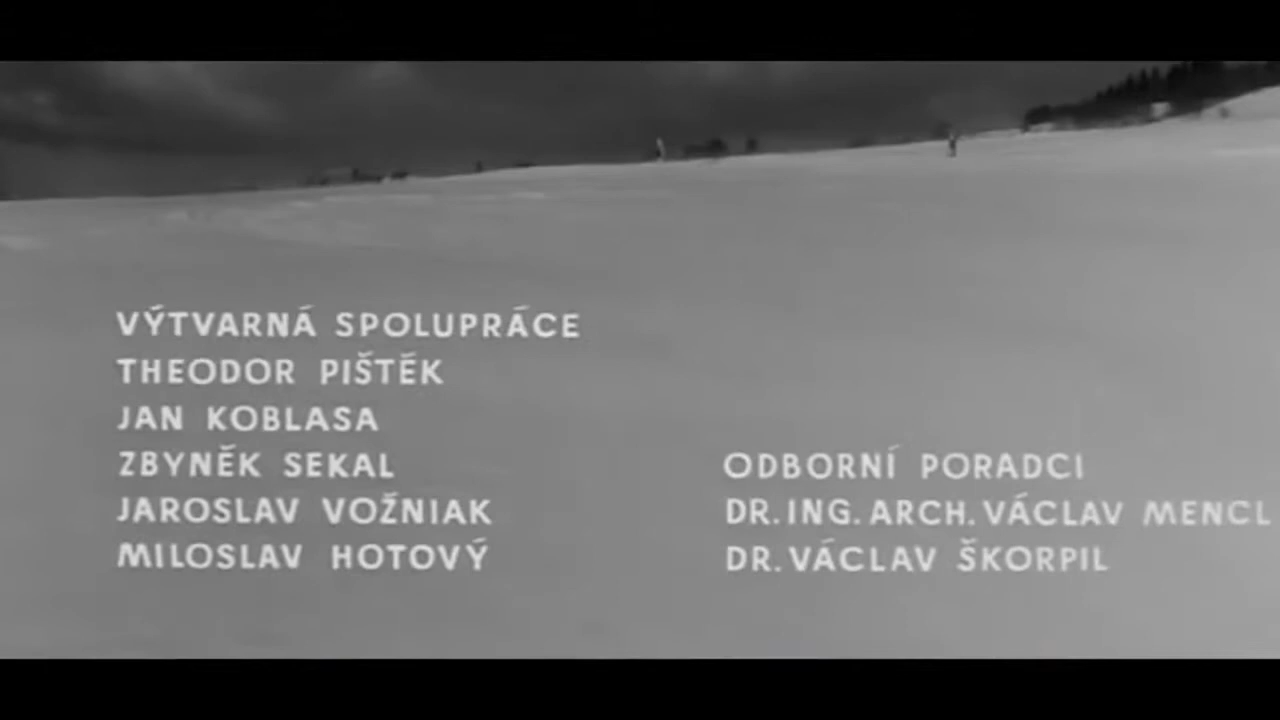 VÝTVARNÁ SPOLUPRÁCE
THEODOR PIŠTĚK
JAN KOBLASA
ZBYNĚK SEKAL
JAROSLAV VOŽNIAK
MILOSLAV HOTOVÝ
ODBORNÍ PORADCI
DR. ING. ARCH. VÁCLAV MENCL
DR. VÁCLAV ŠKORPIL